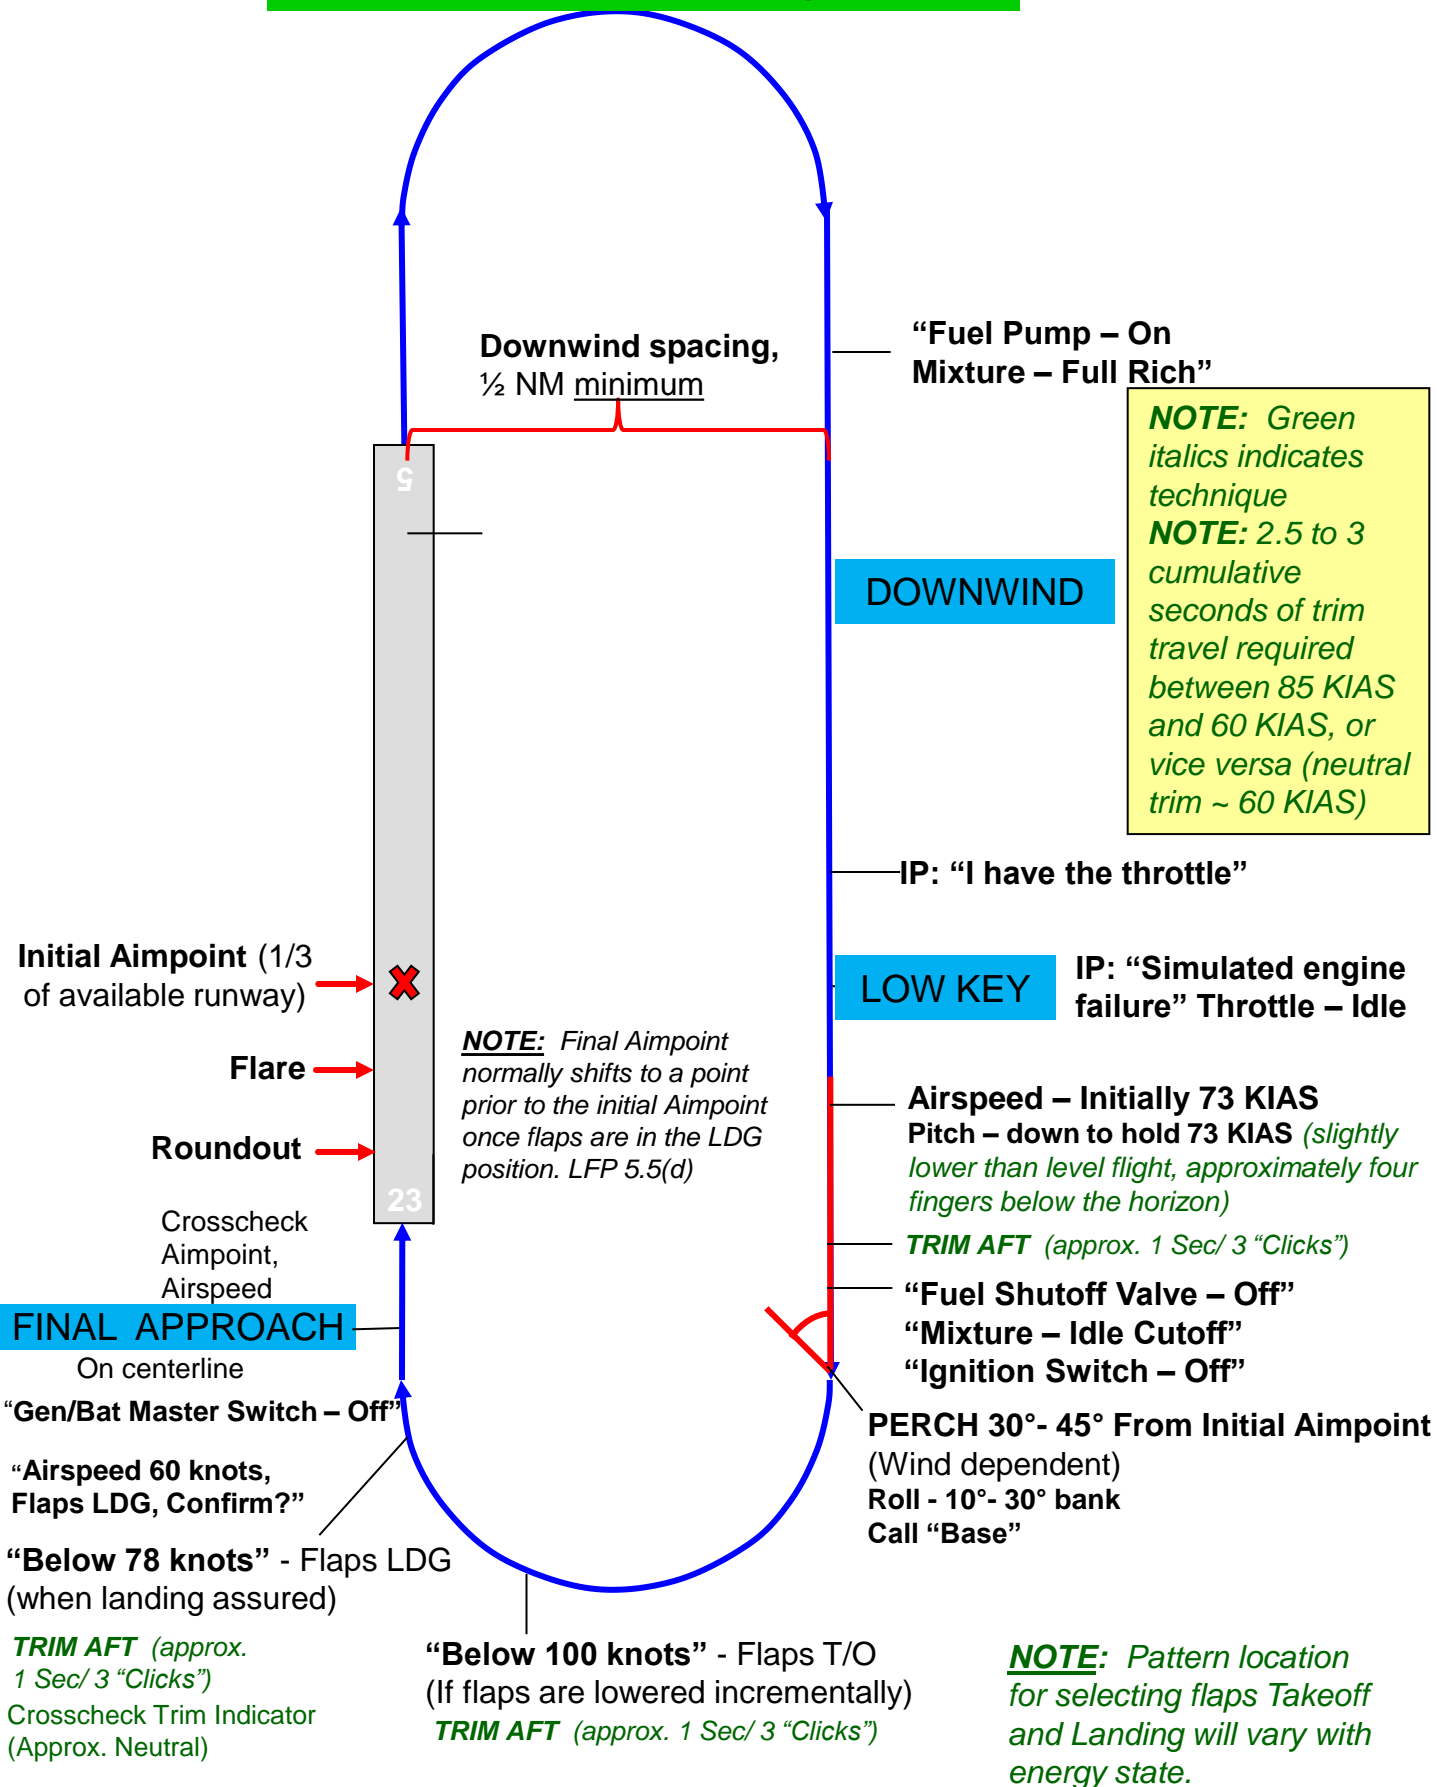 “Fuel Pump – On
Mixture – Full Rich”
Downwind spacing,
½ NM minimum
NOTE: Green
italics indicates
technique
NOTE: 2.5 to 3
cumulative
seconds of trim
travel required
between 85 KIAS
and 60 KIAS, or
vice versa (neutral
trim ~ 60 KIAS)
5
DOWNWIND
IP: “I have the throttle”
Initial Aimpoint (1/3
of available runway)
LOW KEY
IP: “Simulated engine
failure” Throttle – Idle
Flare
NOTE: Final Aimpoint
normally shifts to a point
prior to the initial Aimpoint
once flaps are in the LDG
position. LFP 5.5(d)
Roundout
23
Airspeed – Initially 73 KIAS
Pitch – down to hold 73 KIAS (slightly
lower than level flight, approximately four
fingers below the horizon)
TRIM AFT (approx. 1 Sec/ 3 “Clicks”)
Crosscheck
Aimpoint,
Airspeed
FINAL APPROACH
On centerline
“Fuel Shutoff Valve – Off”
“Mixture – Idle Cutoff”
“Ignition Switch – Off”
“Gen/Bat Master Switch – Off”
PERCH 30°- 45° From Initial Aimpoint
(Wind dependent)
Roll - 10°- 30° bank
Call “Base”
“Airspeed 60 knots,
Flaps LDG, Confirm?”
“Below 78 knots” - Flaps LDG
(when landing assured)
TRIM AFT (approx.
1 Sec/ 3 “Clicks”)
Crosscheck Trim Indicator
(Approx. Neutral)
“Below 100 knots” - Flaps T/O
(If flaps are lowered incrementally)
TRIM AFT (approx. 1 Sec/ 3 “Clicks”)
NOTE: Pattern location
for selecting flaps Takeoff
and Landing will vary with
energy state.